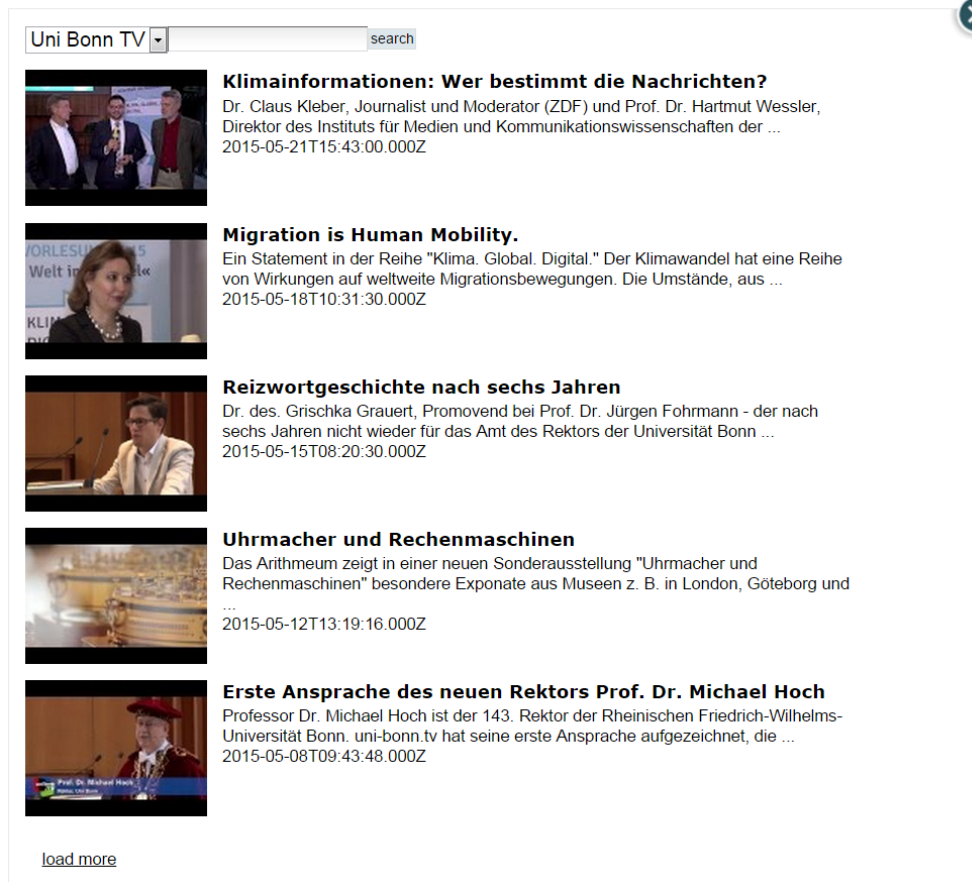 Uni Bonn TV search
Klimainformationen: Wer bestimmt die Nachrichten?
Dr. Claus Kleber, Journalist und Moderator (ZDF) und Prof. Dr. Hartmut Wessler,
Direktor des Instituts für Medien und Kommunikationswissenschaften der ...
2015-05-21T15:43:00.000Z
VORLESU 15
Welt i el«
KLI
DIG
Migration is Human Mobility.
Ein Statement in der Reihe "Klima. Global. Digital." Der Klimawandel hat eine Reihe
von Wirkungen auf weltweite Migrationsbewegungen. Die Umstände, aus ...
2015-05-18T10:31:30.000Z
Reizwortgeschichte nach sechs Jahren
Dr. des. Grischka Grauert, Promovend bei Prof. Dr. Jürgen Fohrmann - der nach
sechs Jahren nicht wieder für das Amt des Rektors der Universität Bonn ...
2015-05-15T08:20:30.000Z
Uhrmacher und Rechenmaschinen
Das Arithmeum zeigt in einer neuen Sonderausstellung "Uhrmacher und
Rechenmaschinen" besondere Exponate aus Museen z. B. in London, Göteborg und
...
2015-05-12T13:19:16.000Z
Erste Ansprache des neuen Rektors Prof. Dr. Michael Hoch
Professor Dr. Michael Hoch ist der 143. Rektor der Rheinischen Friedrich-Wilhelms-
Universität Bonn. uni-bonn.tv hat seine erste Ansprache aufgezeichnet, die ...
2015-05-08T09:43:48.000Z
Prof. Dr. Michael Hoch
Rektor, Uni Bonn
load more